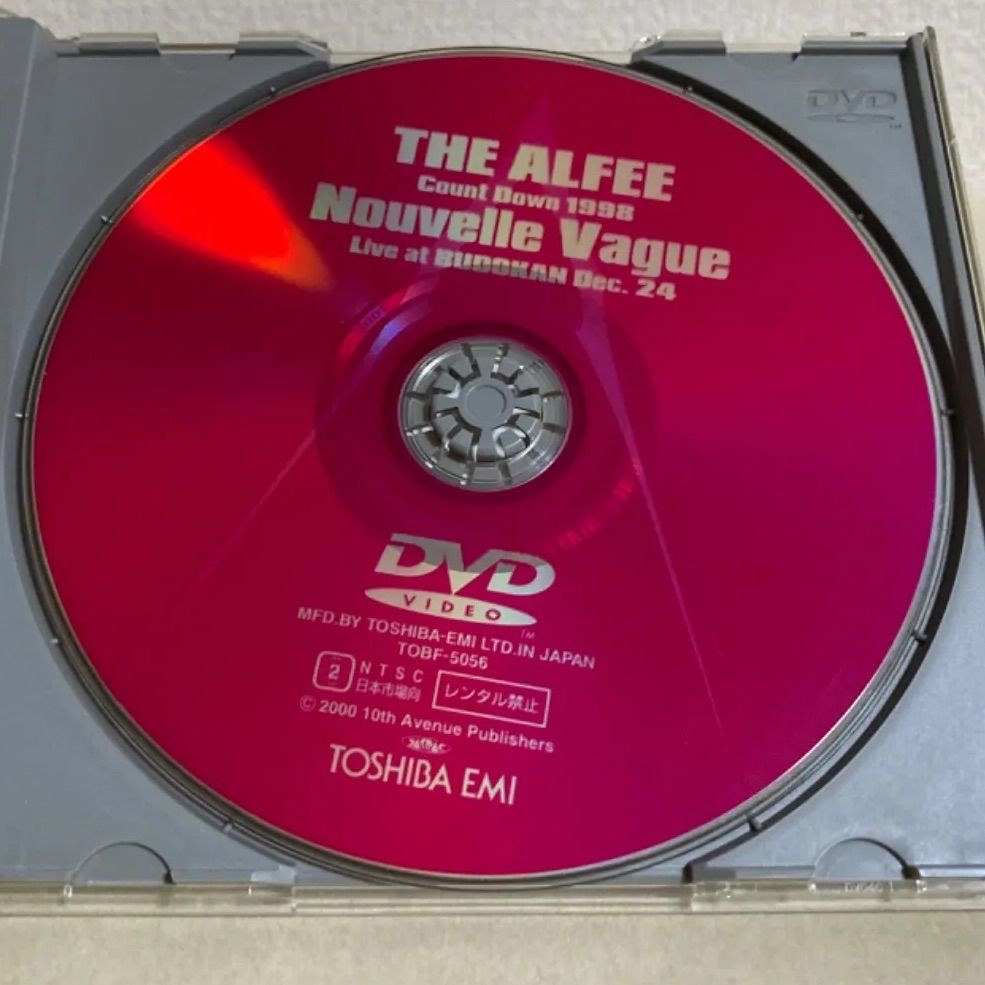 DVD
THE ALFEE
Count Down 1998
Nouvelle Vague
Live at BUDOKAN Dec. 24
DVD
VIDEO
TM
MFD.BY TOSHIBA-EMI LTD.IN JAPAN
TOBF-5056
2
NTSC
日本市場向
レンタル禁止
© 2000 10th Avenue Publishers
TOSHIBA EMI